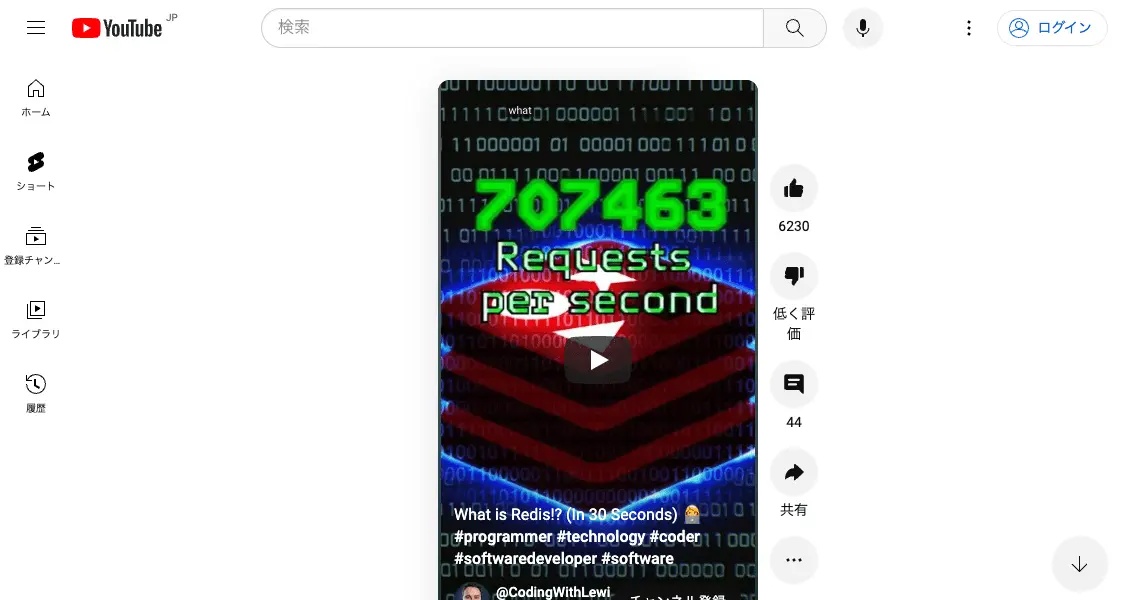 YouTube JP
検索
ログイン
ホーム
ショート
登録チャン...
ライブラリ
履歴
what
707463
Requests
per second
What is Redis!? (In 30 Seconds)
#programmer #technology #coder
#softwaredeveloper #software
@CodingWithLewi
チャンネル登録
6230
低く評
価
44
共有